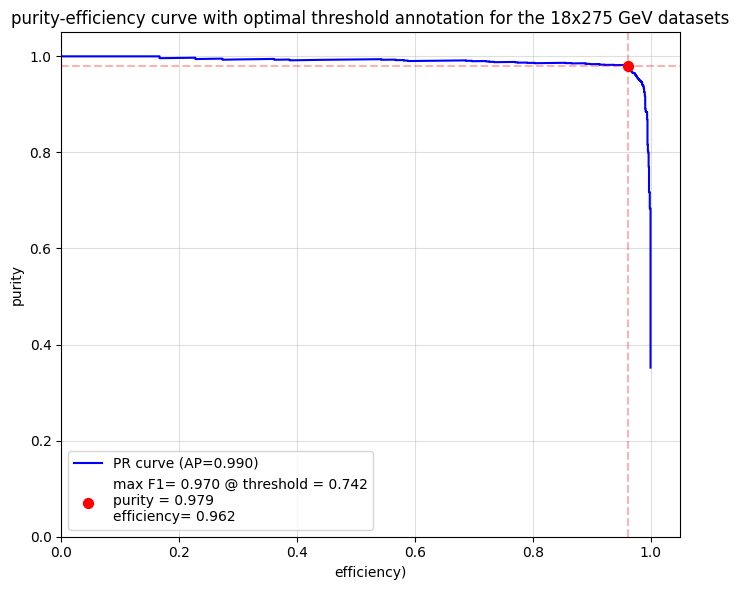 purity-efficiency curve with optimal threshold annotation for the 18x275 GeV datasets
purity
1.0
0.8
0.6
0.4
0.2
0.0
PR curve (AP=0.990)
max F1= 0.970 @ threshold = 0.742
purity = 0.979
efficiency= 0.962
0.0 0.2 0.4 0.6 0.8 1.0
efficiency)